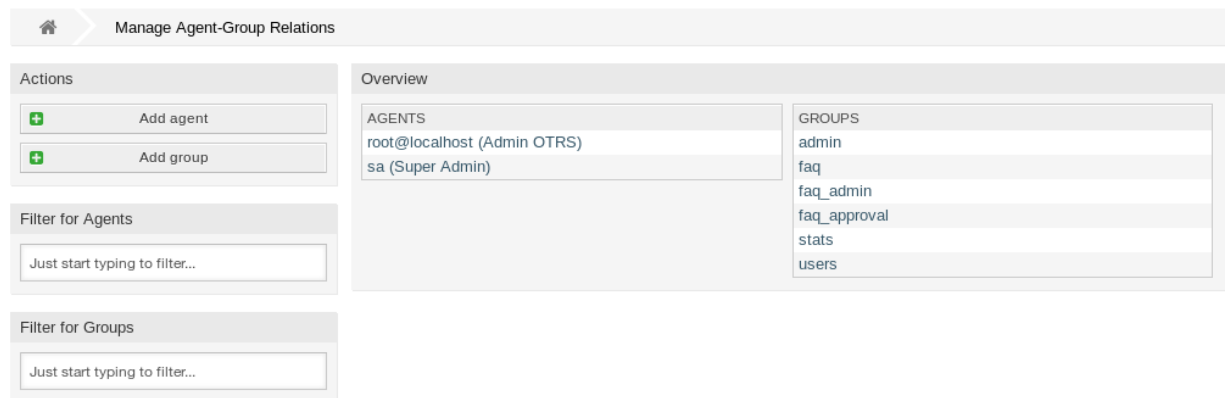 Manage Agent-Group Relations
Actions
Add agent
Add group
Filter for Agents
Just start typing to filter...
Filter for Groups
Just start typing to filter...
Overview
AGENTS
root@localhost (Admin OTRS)
sa (Super Admin)
GROUPS
admin
faq
faq_admin
faq_approval
stats
users